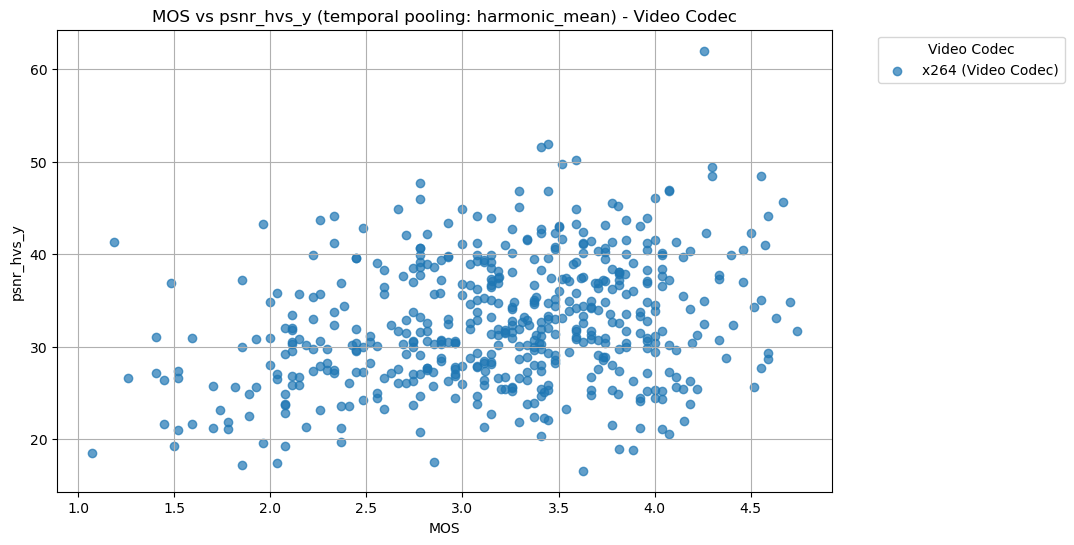 MOS vs psnr_hvs_y (temporal pooling: harmonic_mean) - Video Codec
Video Codec
x264 (Video Codec)
psnr_hvs_y
60
50
40
30
20
1.0 1.5 2.0 2.5 3.0 3.5 4.0 4.5
MOS